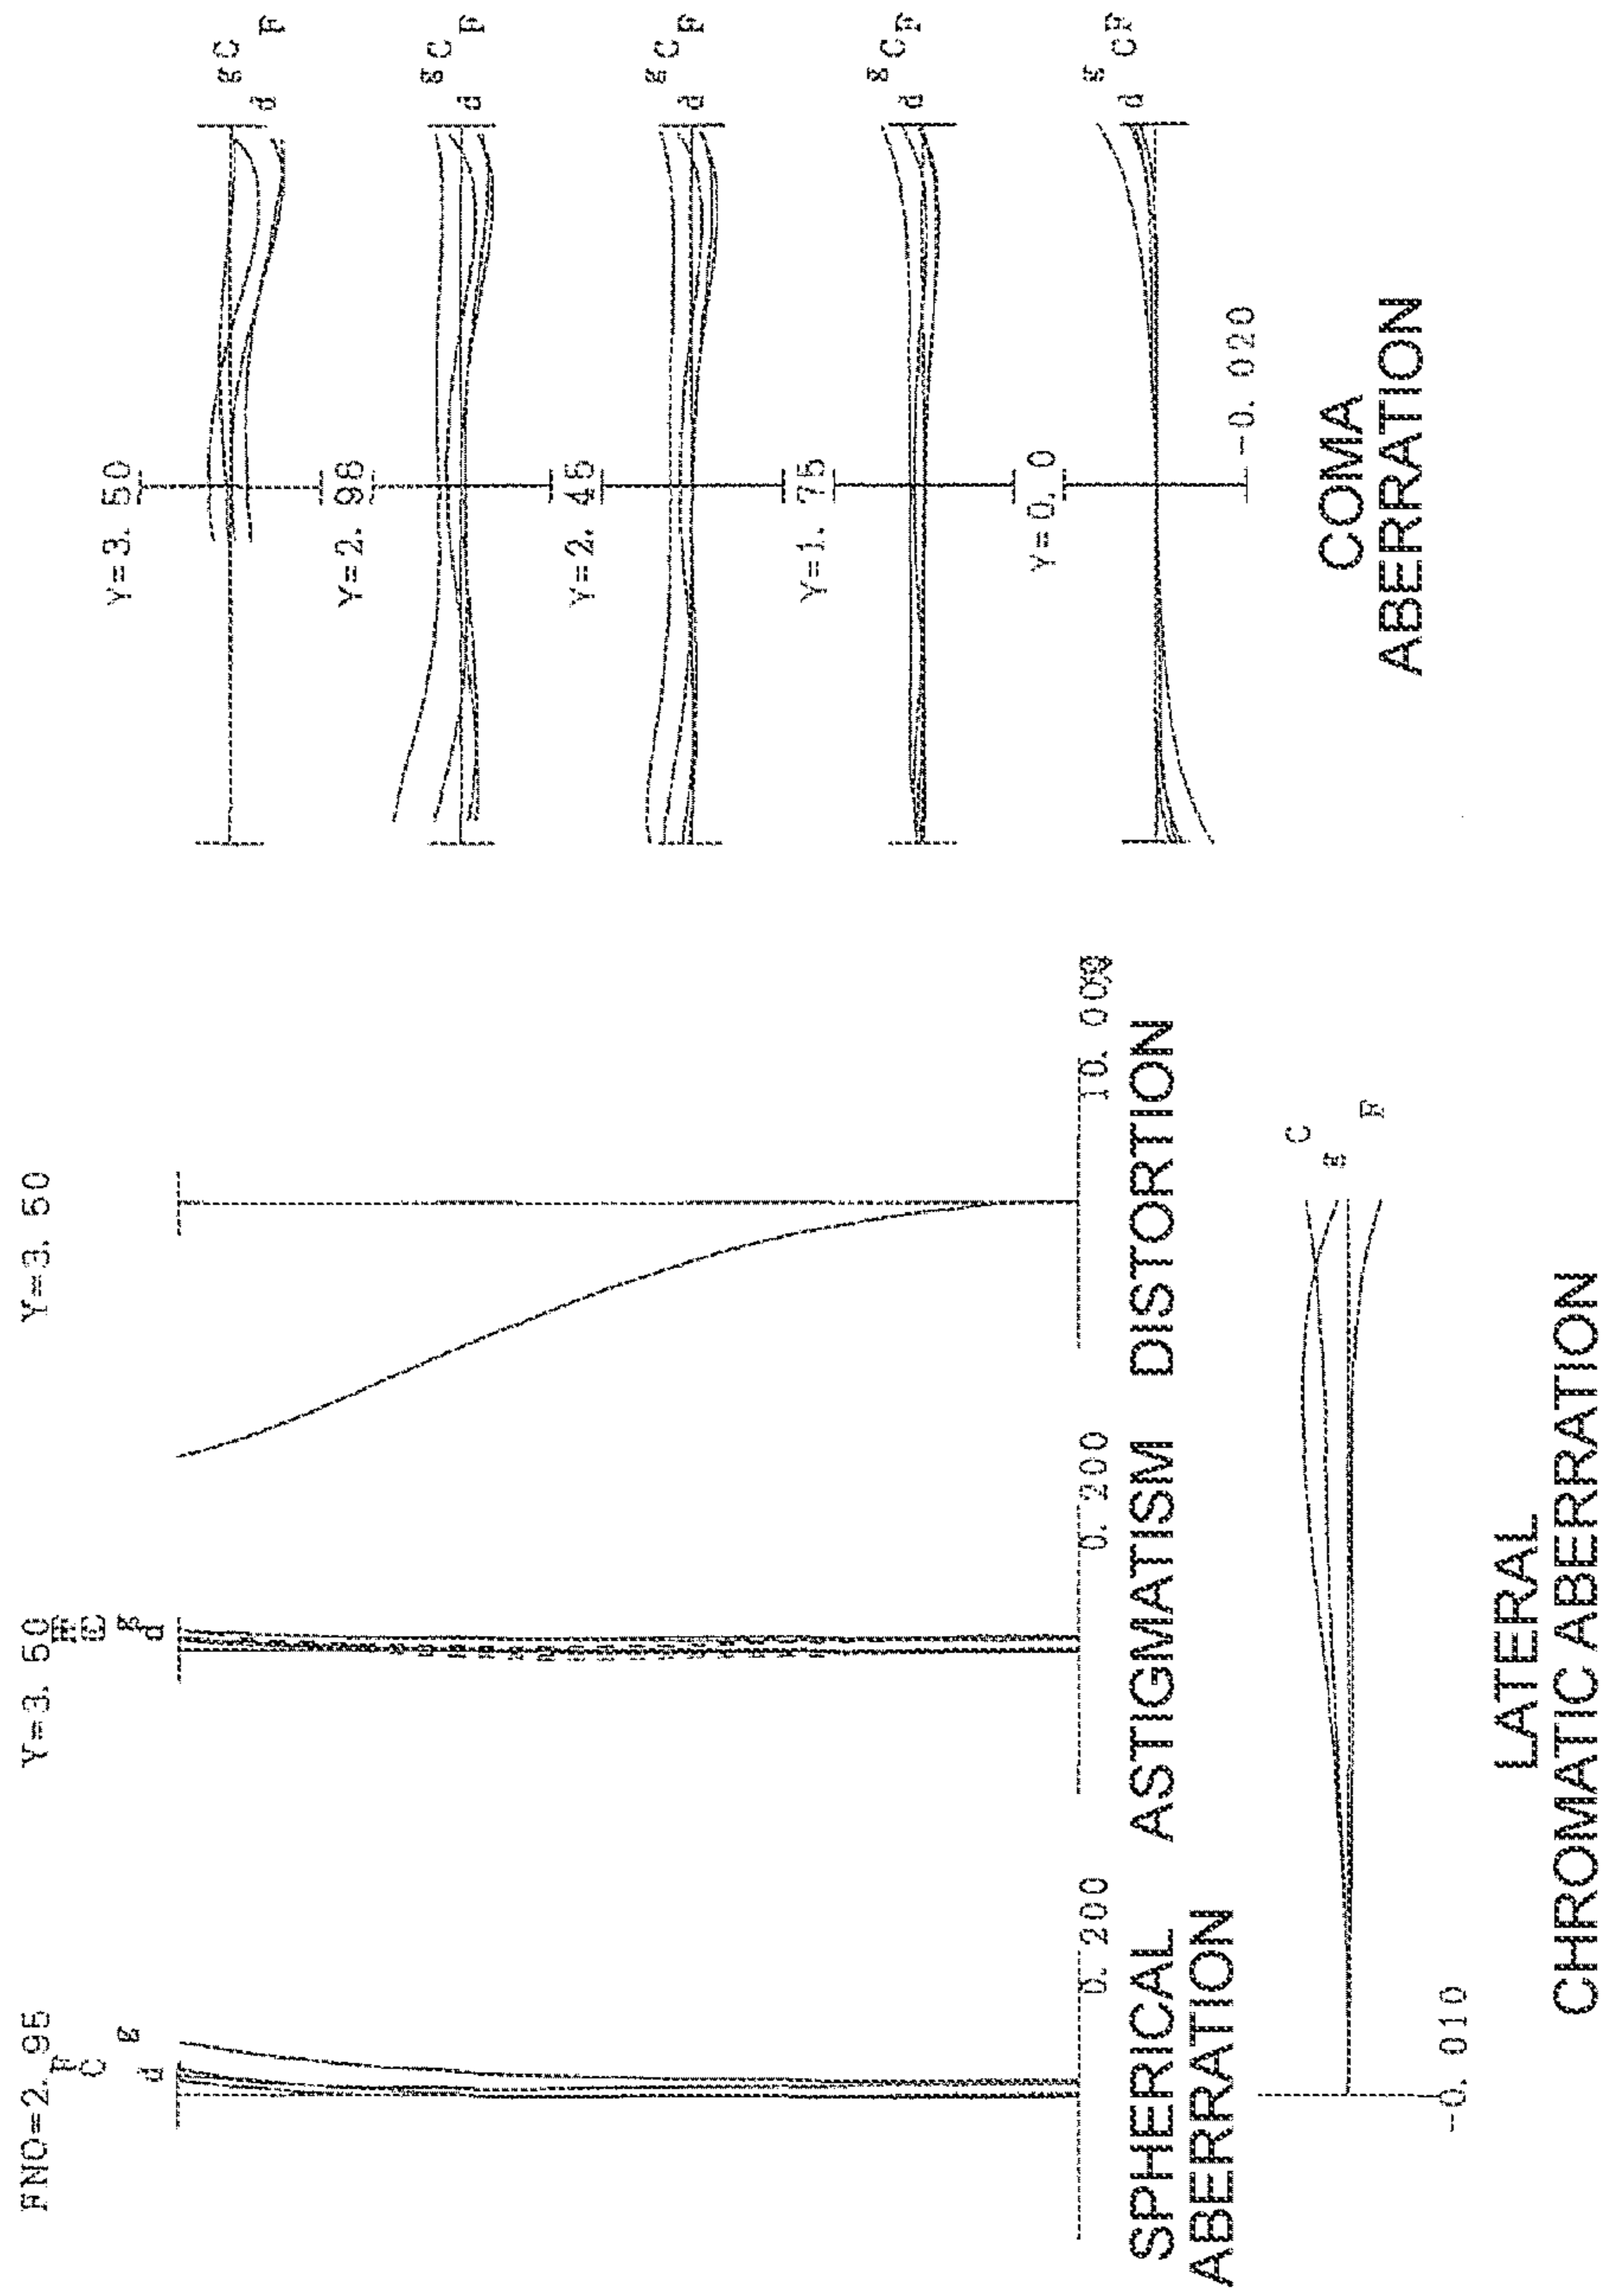 FNO=2.95
F
C
g
d
0.200
SPHERICAL
ABERRATION
Y=3.50
F
C
g
d
0.200
ASTIGMATISM
Y=3.50
10.00%
DISTORTION
C
g
F
-0.010
LATERAL
CHROMATIC ABERRATION
Y=3.50
g
C
d
F
Y=2.98
g
C
d
F
Y=2.45
g
C
d
F
Y=1.75
g
C
d
F
Y=0.0
g
C
d
F
-0.020
COMA
ABERRATION